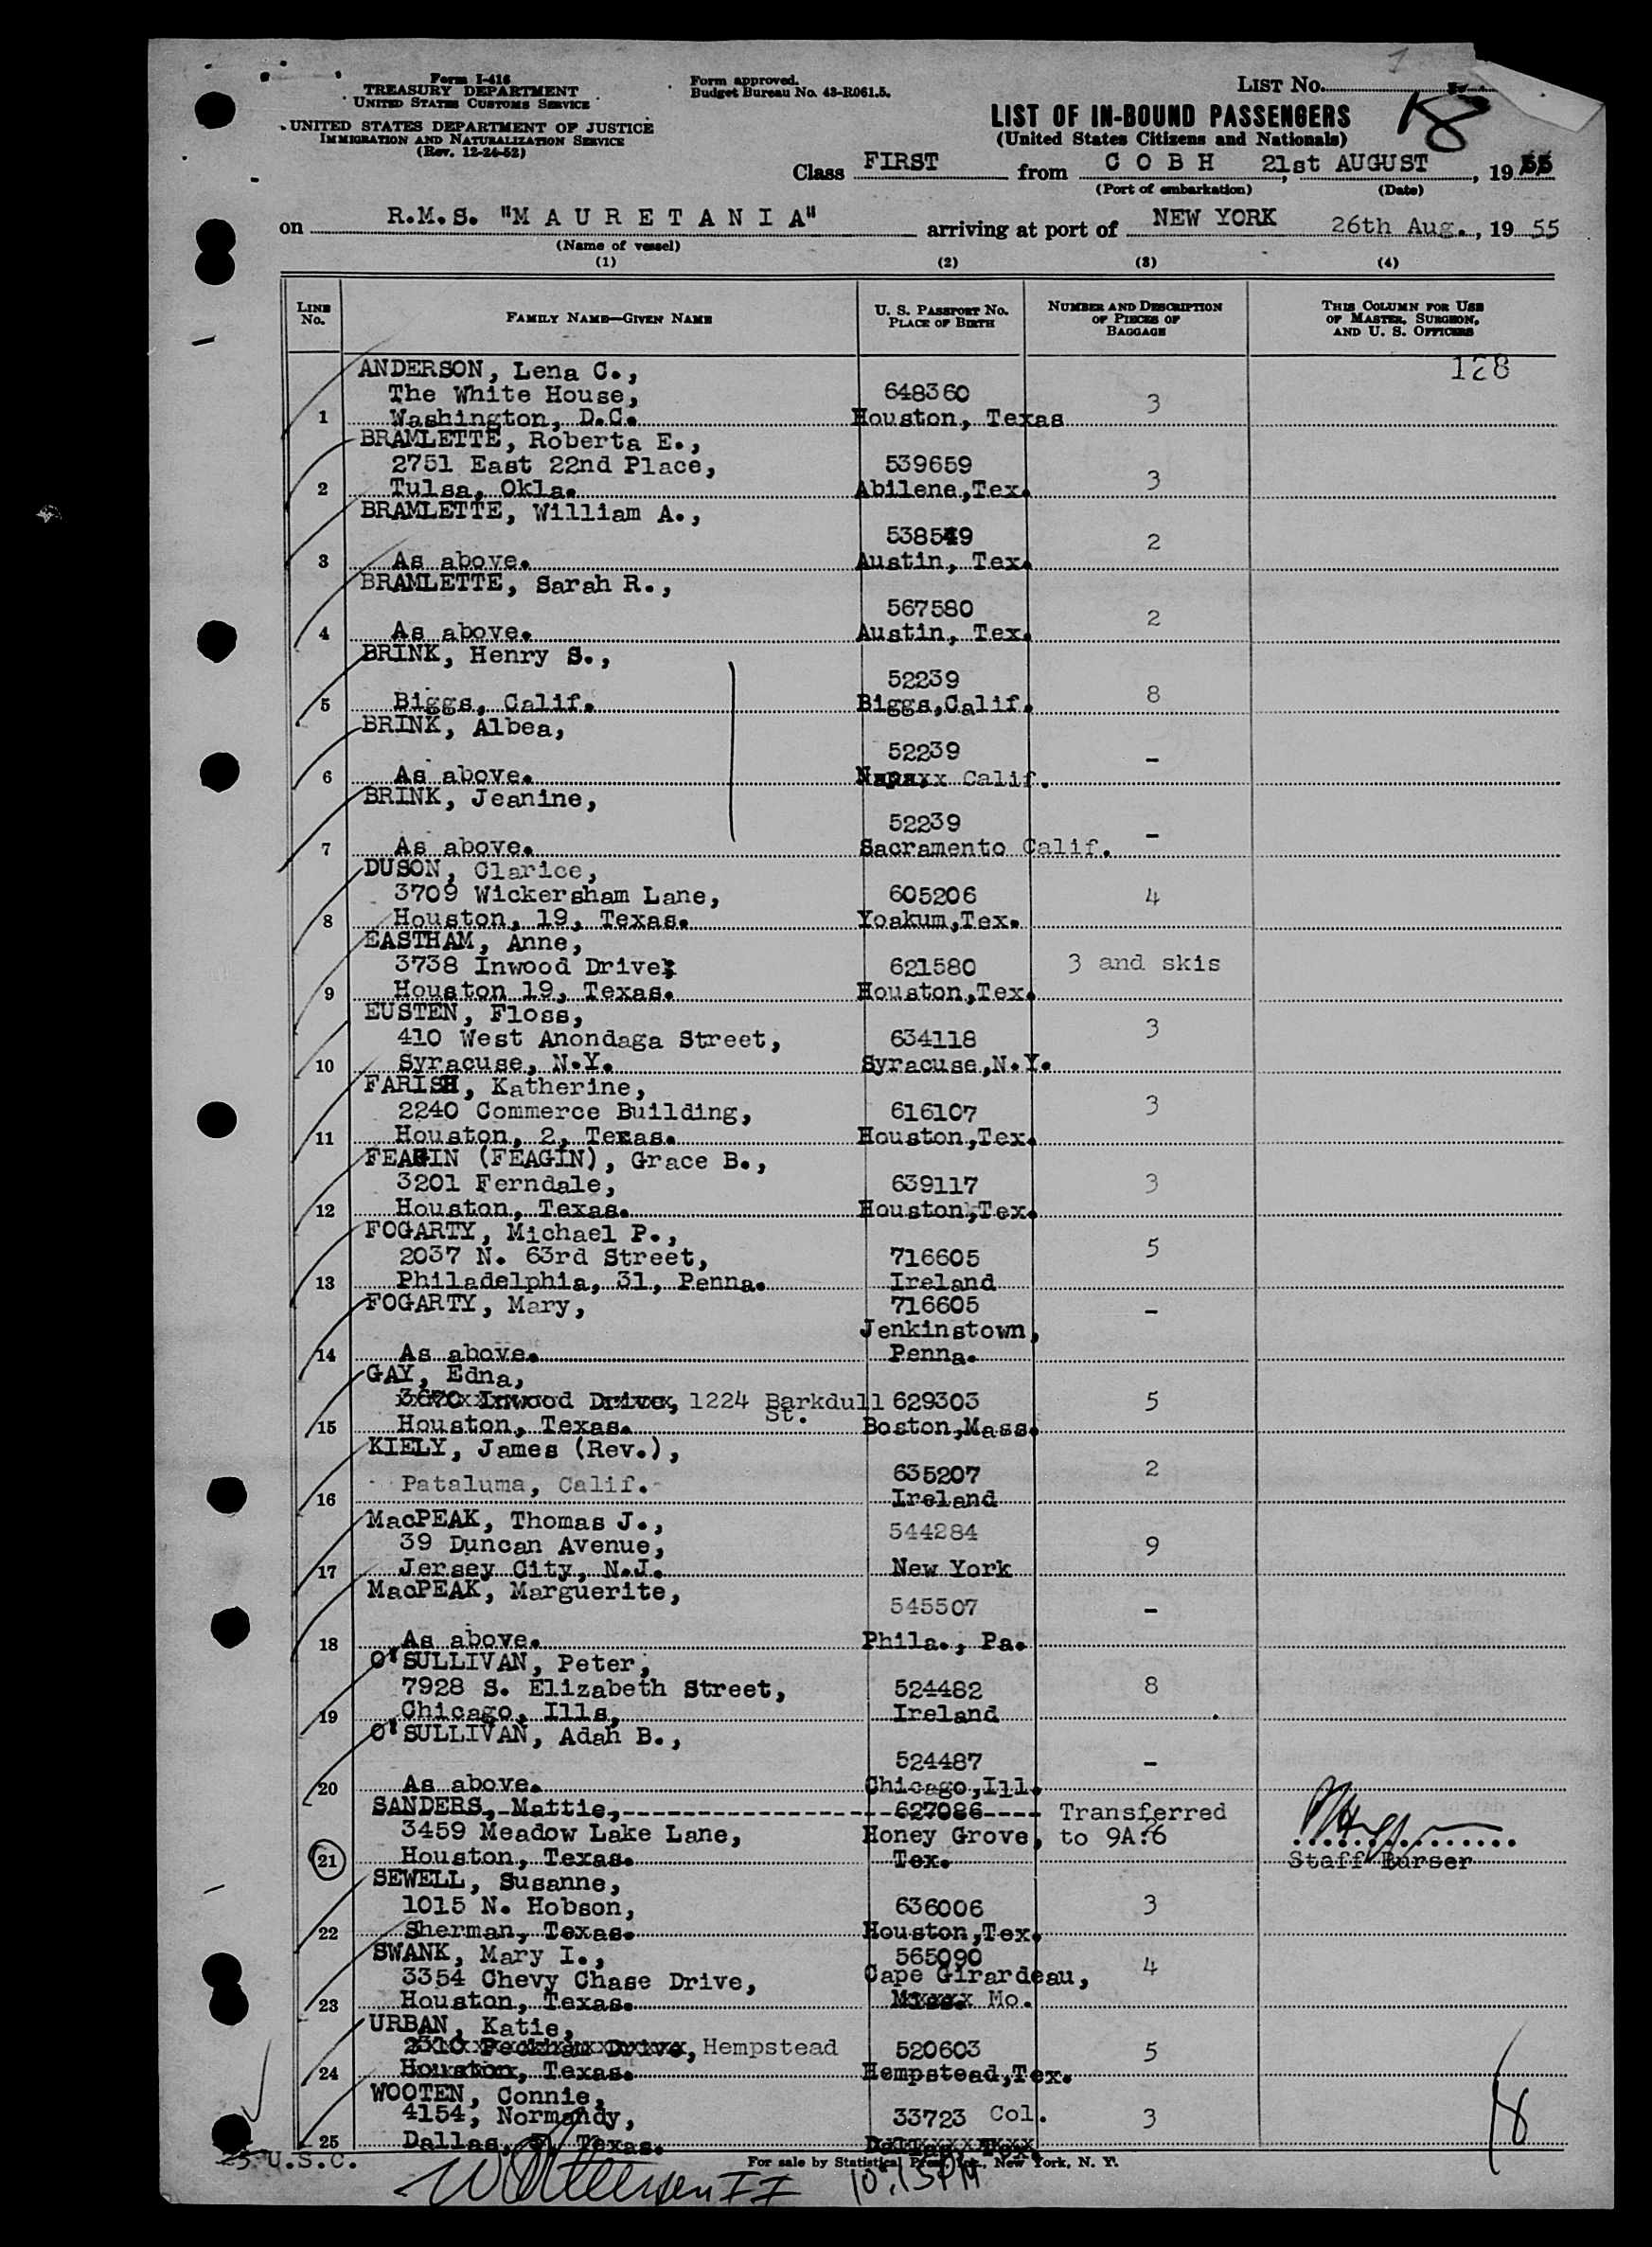 Form I-416
TREASURY DEPARTMENT
UNITED STATES CUSTOMS SERVICE
UNITED STATES DEPARTMENT OF JUSTICE
IMMIGRATION AND NATURALIZATION SERVICE
(Rev. 12-24-52)
Form approved.
Budget Bureau No. 43-R061.5.
LIST No.
18
LIST OF IN-BOUND PASSENGERS
(United States Citizens and Nationals)
Class FIRST from C O B H, 21st AUGUST, 1955
(Port of embarkation) (Date)
on R.M.S. "M A U R E T A N I A" arriving at port of NEW YORK 26th Aug., 19 55
(Name of vessel)
(1) (2) (3) (4)
LINE No. FAMILY NAME—GIVEN NAME U. S. PASSPORT No. PLACE OF BIRTH NUMBER AND DESCRIPTION OF PIECES OF BAGGAGE THIS COLUMN FOR USE OF MASTER, SURGEON, AND U. S. OFFICERS
128
ANDERSON, Lena C.,
The White House, 648360 3
1 Washington, D.C. Houston, Texas
BRAMLETTE, Roberta E.,
2751 East 22nd Place, 539659 3
2 Tulsa, Okla. Abilene,Tex.
BRAMLETTE, William A.,
538549 2
3 As above. Austin, Tex.
BRAMLETTE, Sarah R.,
567580 2
4 As above. Austin, Tex.
BRINK, Henry S.,
52239 8
5 Biggs, Calif. Biggs,Calif.
BRINK, Albea,
52239 -
6 As above. Napaxx Calif.
BRINK, Jeanine,
52239 -
7 As above. Sacramento Calif.
DUSON, Clarice,
3709 Wickersham Lane, 605206 4
8 Houston, 19, Texas. Yoakum,Tex.
EASTHAM, Anne,
3738 Inwood Drive, 621580 3 and skis
9 Houston 19, Texas. Houston,Tex.
EUSTEN, Floss,
410 West Anondaga Street, 634118 3
10 Syracuse, N.Y. Syracuse,N.Y.
FARISH, Katherine,
2240 Commerce Building, 616107 3
11 Houston, 2, Texas. Houston,Tex.
FEAGIN (FEAGIN), Grace B.,
3201 Ferndale, 639117 3
12 Houston, Texas. Houston,Tex.
FOGARTY, Michael P.,
2037 N. 63rd Street, 716605 5
13 Philadelphia, 31, Penna. Ireland
FOGARTY, Mary, 716605 -
Jenkinstown,
14 As above. Penna.
GAY, Edna,
3620 Inwood Drive, 1224 Barkdull St. 629303 5
15 Houston, Texas. Boston,Mass.
KIELY, James (Rev.),
Pataluma, Calif. 635207 2
16 Ireland
MacPEAK, Thomas J., 544284
39 Duncan Avenue, 9
17 Jersey City, N.J. New York
MacPEAK, Marguerite, 545507 -
18 As above. Phila., Pa.
O'SULLIVAN, Peter,
7928 S. Elizabeth Street, 524482 8
19 Chicago, Ills, Ireland
O'SULLIVAN, Adah B.,
524487 -
20 As above. Chicago,Ill.
SANDERS, Mattie, 627086 Transferred
3459 Meadow Lake Lane, Honey Grove, to 9A:6
21 Houston, Texas. Tex. Staff Purser
SEWELL, Susanne,
1015 N. Hobson, 636006 3
22 Sherman, Texas. Houston,Tex.
SWANK, Mary I., 565090
3354 Chevy Chase Drive, Cape Girardeau, 4
23 Houston, Texas. Mo.
URBAN, Katie,
2310 Peckham Drive, Hempstead 520603 5
24 Houston, Texas. Hempstead,Tex.
WOOTEN, Connie,
4154, Normandy, 33723 Col. 3
25 Dallas, Texas. Dallas, Tex.
25 U.S.C. For sale by Statistical Press, Inc., New York, N. Y.
10:15PM
18